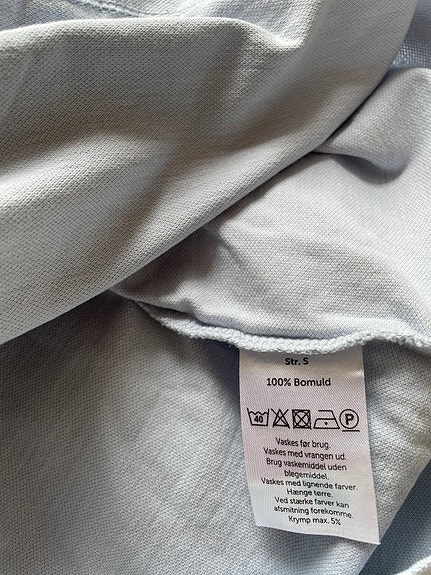 Str. S
100% Bomuld
40 P
Vaskes før brug.
Vaskes med vrangen ud.
Brug vaskemiddel uden
blegemiddel.
Vaskes med lignende farver.
Hænge tørre.
Ved stærke farver kan
afsmitning forekomme.
Krymp max. 5%